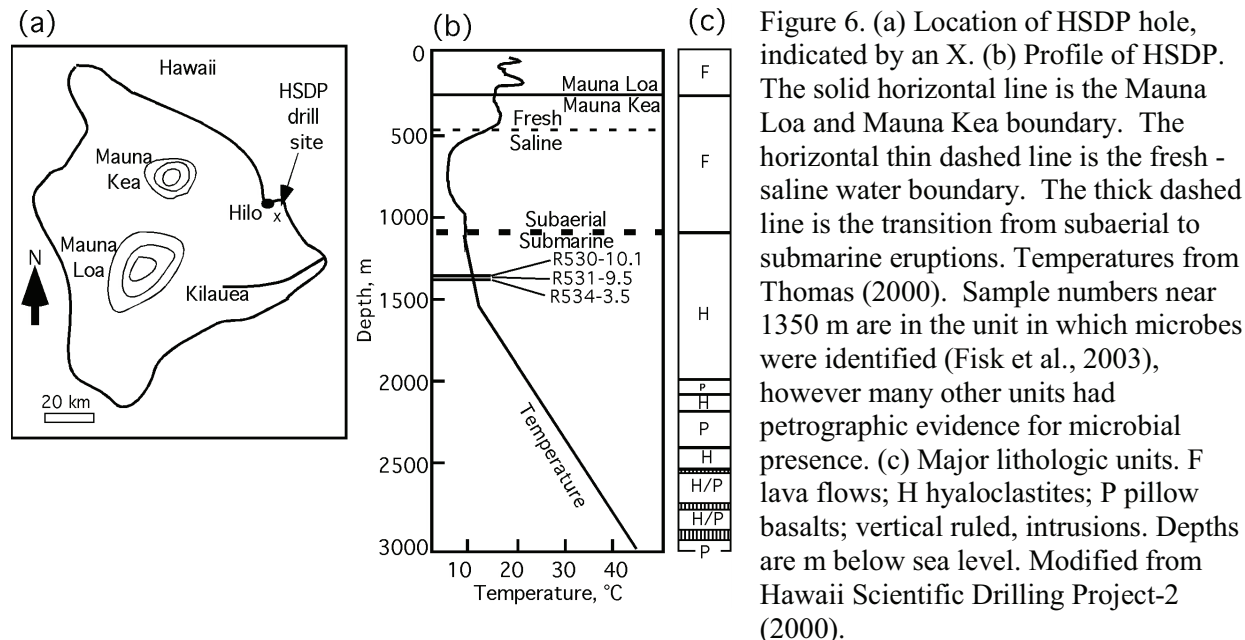 (a)
Hawaii
HSDP
drill
site
Mauna
Kea
Hilo
x
Mauna
Loa
N
Kilauea
20 km
(b)
0
500
1000
1500
2000
2500
3000
Depth, m
Mauna Loa
Mauna Kea
Fresh
Saline
Subaerial
Submarine
R530-10.1
R531-9.5
R534-3.5
Temperature
10 20 30 40
Temperature, °C
(c)
F
F
H
P
H
P
H
H/P
H/P
P
Figure 6. (a) Location of HSDP hole,
indicated by an X. (b) Profile of HSDP.
The solid horizontal line is the Mauna
Loa and Mauna Kea boundary.  The
horizontal thin dashed line is the fresh -
saline water boundary.  The thick dashed
line is the transition from subaerial to
submarine eruptions. Temperatures from
Thomas (2000).  Sample numbers near
1350 m are in the unit in which microbes
were identified (Fisk et al., 2003),
however many other units had
petrographic evidence for microbial
presence. (c) Major lithologic units. F
lava flows; H hyaloclastites; P pillow
basalts; vertical ruled, intrusions. Depths
are m below sea level. Modified from
Hawaii Scientific Drilling Project-2
(2000).